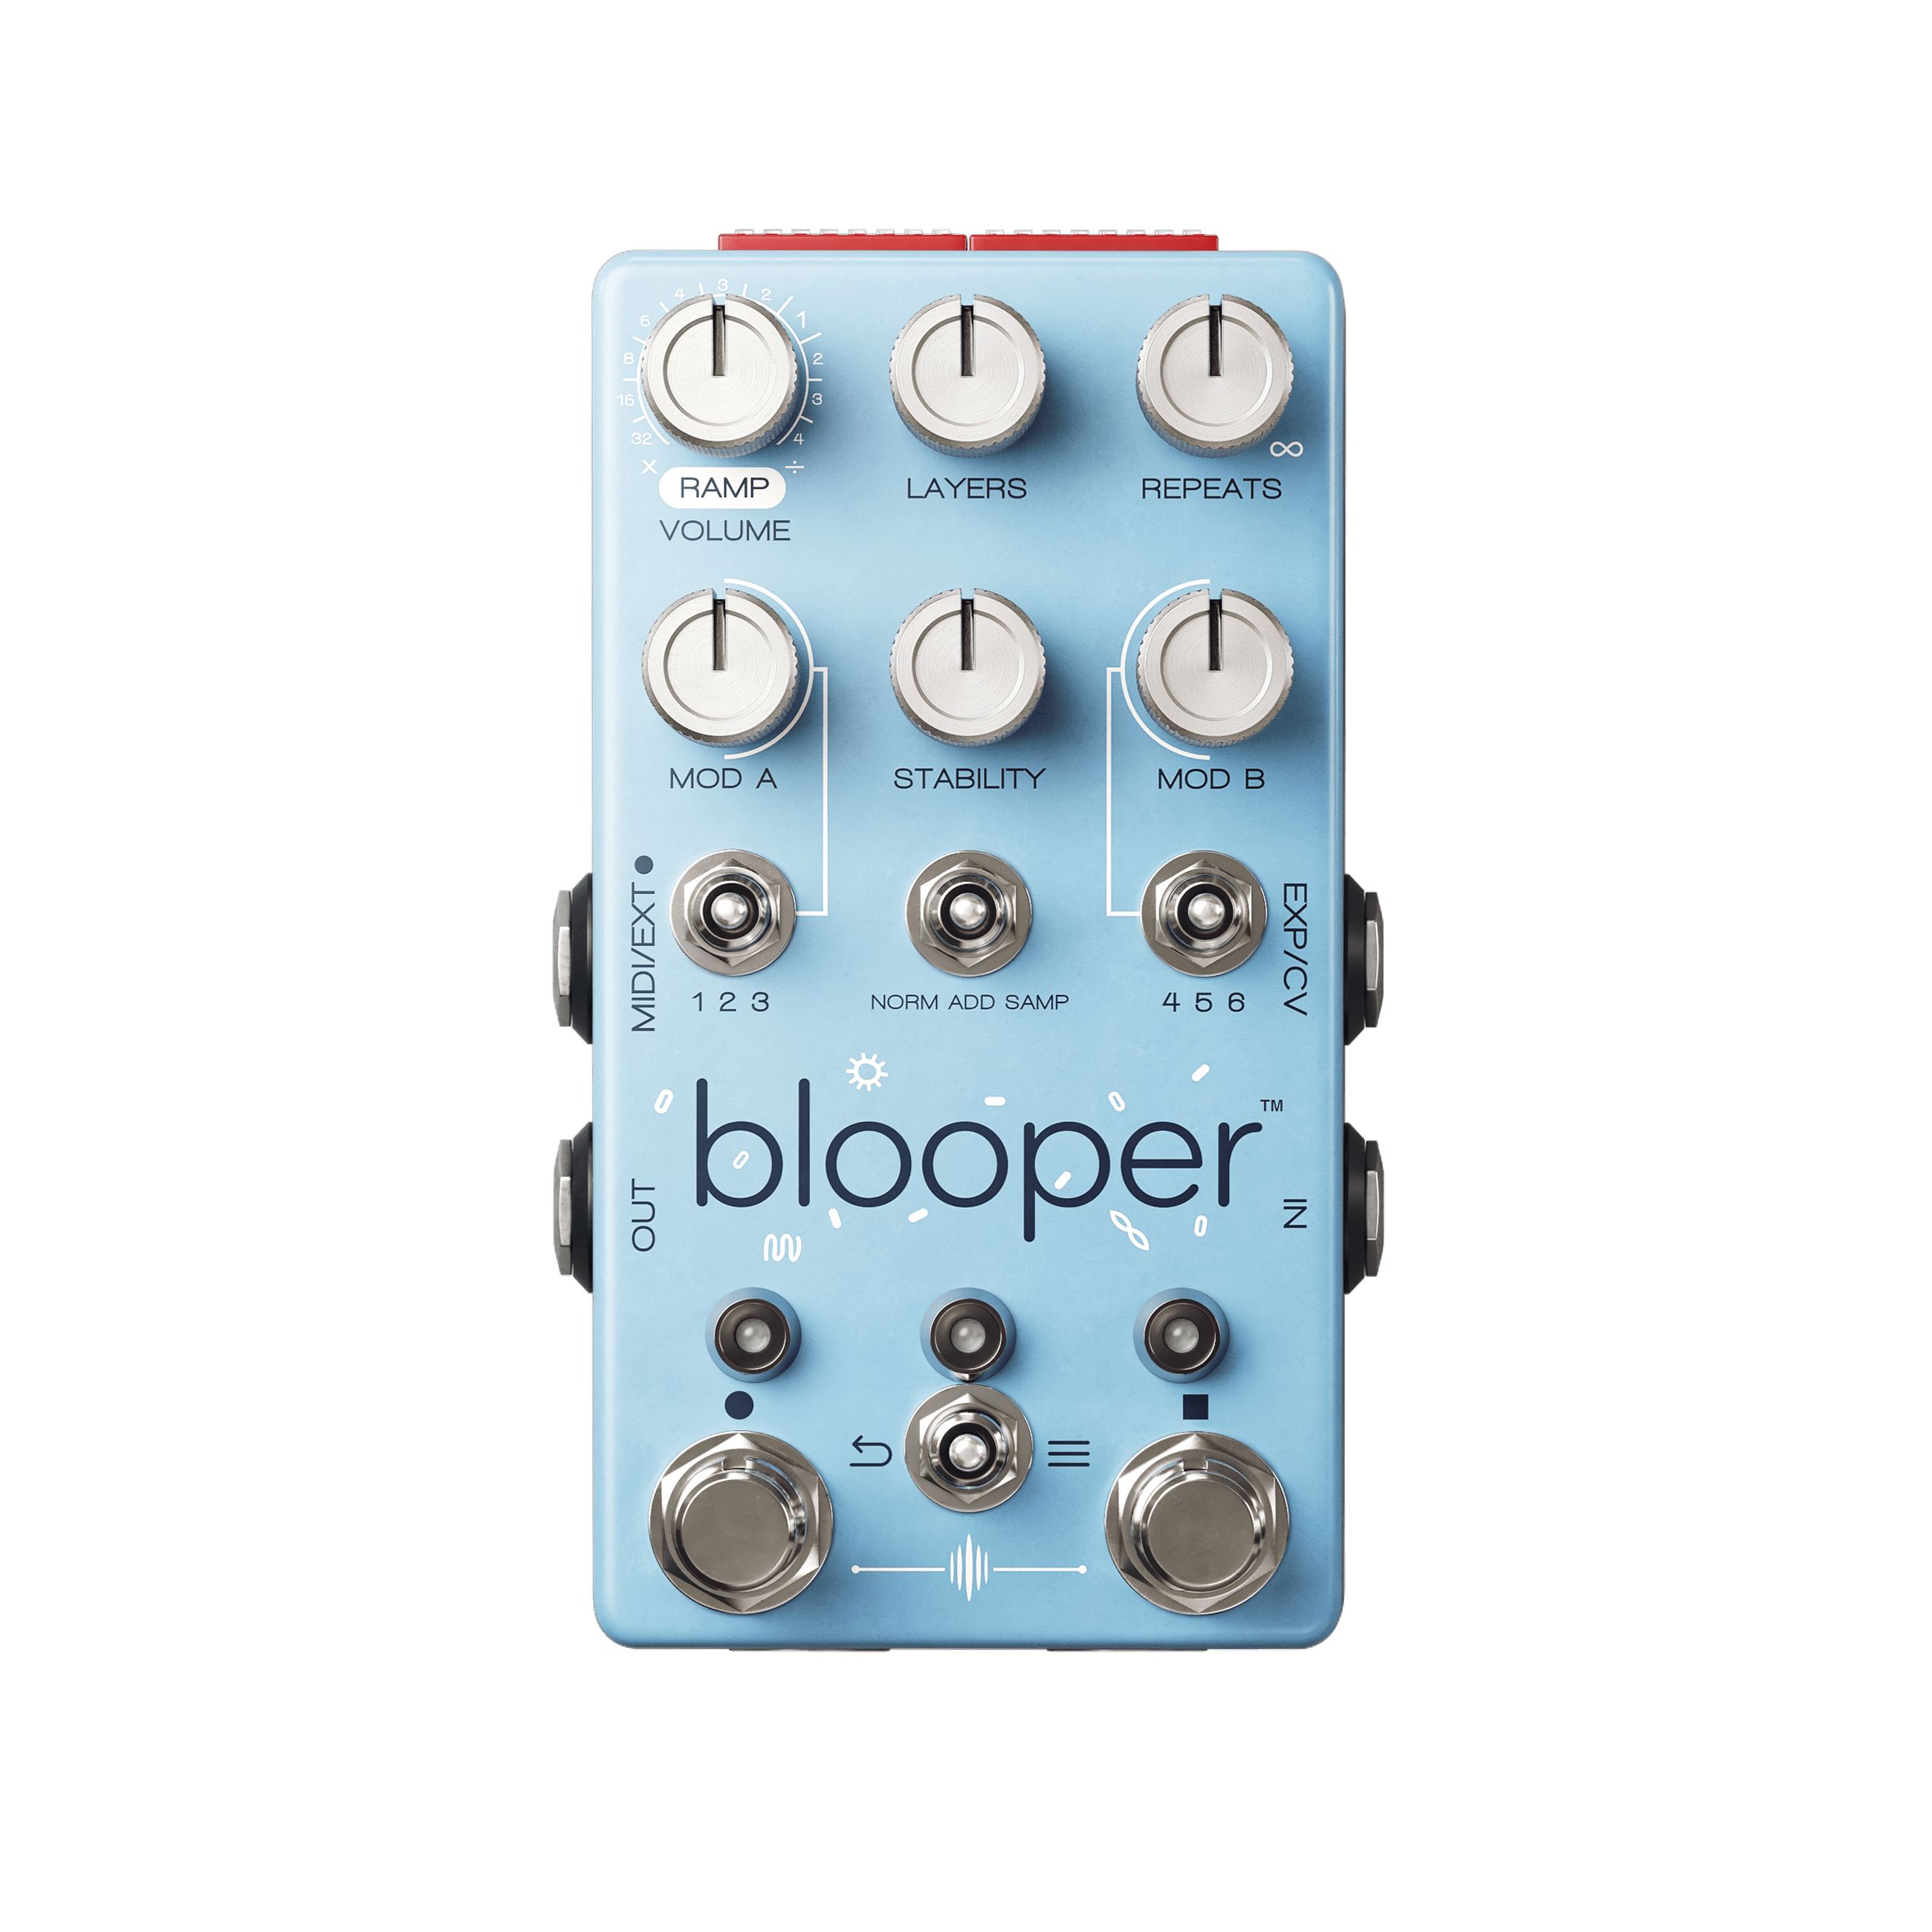 3
4 2
6 1
8 2
16 3
32 4
x ÷
∞
RAMP LAYERS REPEATS
VOLUME
MOD A STABILITY MOD B
MIDI/EXT
EXP/CV
1 2 3 NORM ADD SAMP 4 5 6
blooper™
OUT
IN